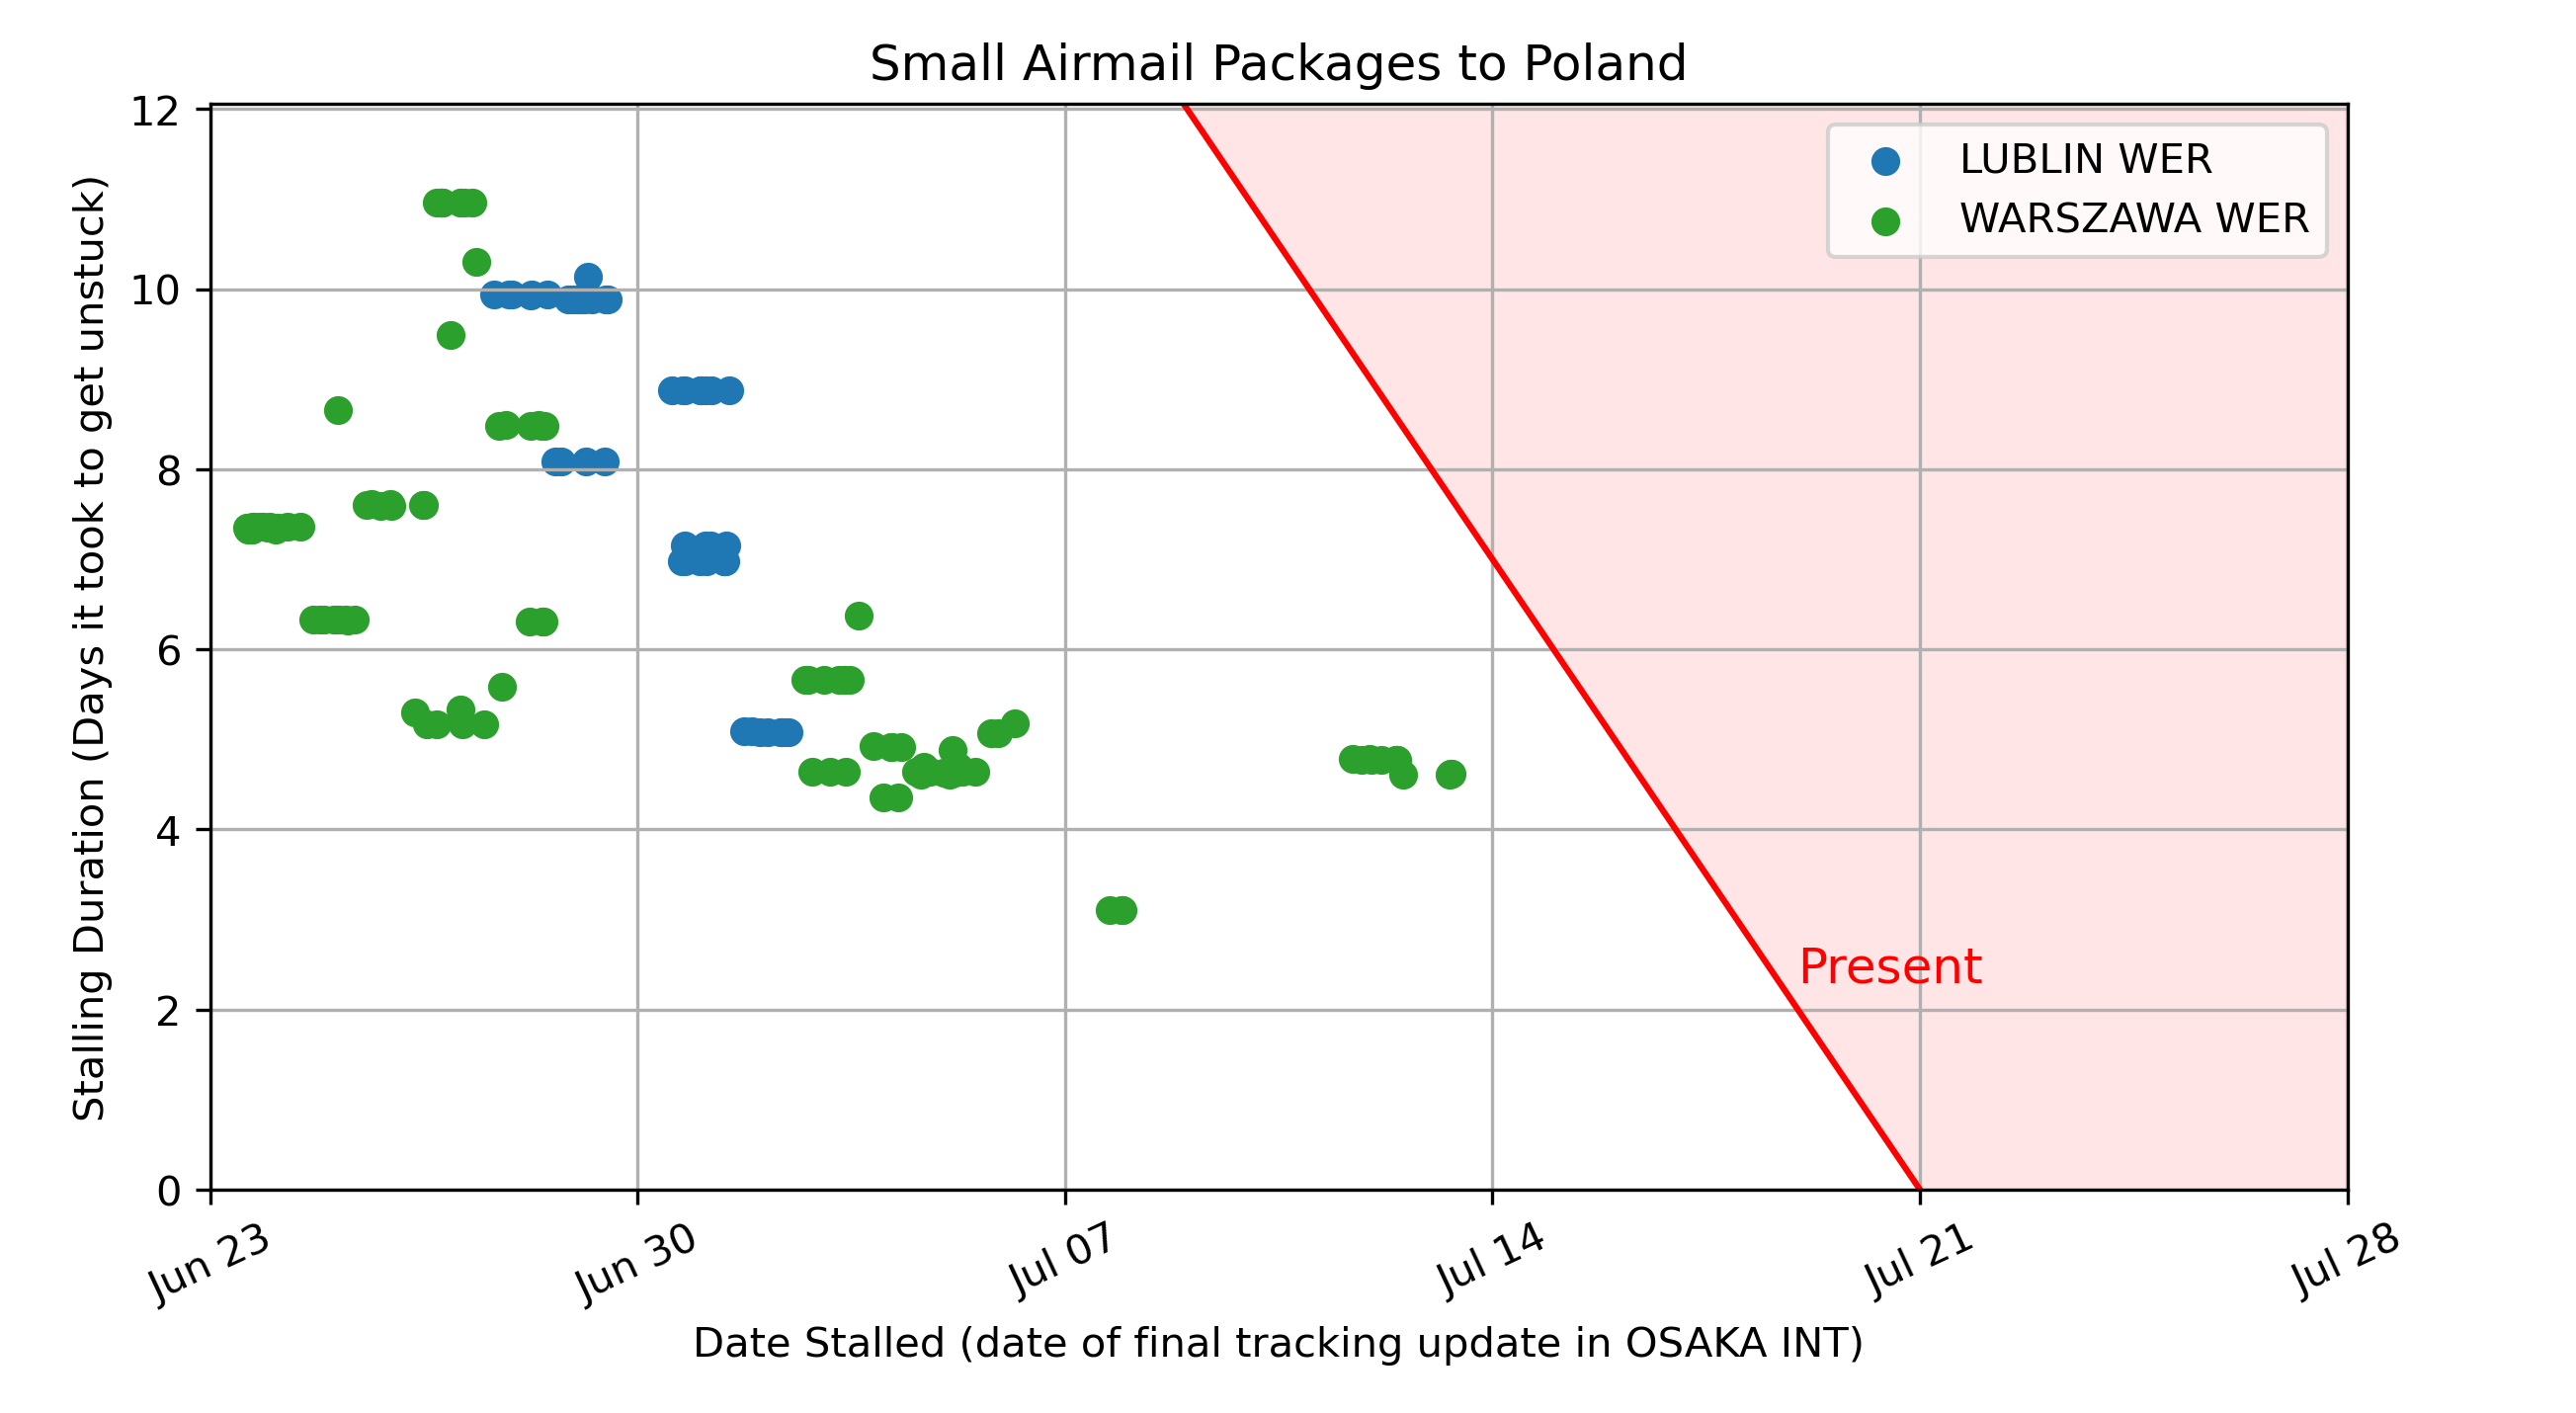 Small Airmail Packages to Poland
Stalling Duration (Days it took to get unstuck)
12
10
8
6
4
2
0
LUBLIN WER
WARSZAWA WER
Present
Jun 23
Jun 30
Jul 07
Jul 14
Jul 21
Jul 28
Date Stalled (date of final tracking update in OSAKA INT)